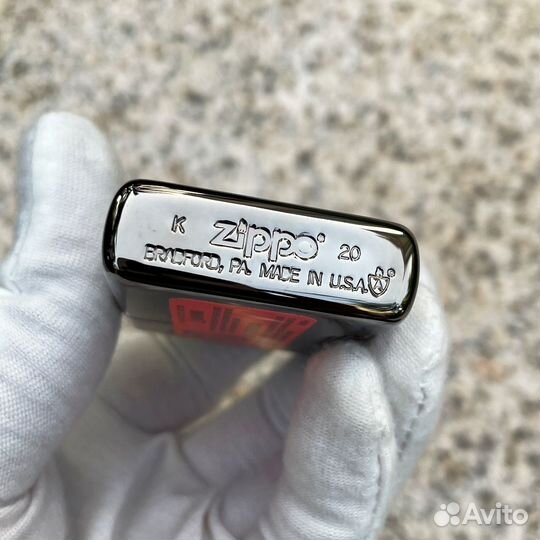 K Zippo® 20
BRADFORD, PA. MADE IN U.S.A.
Avito